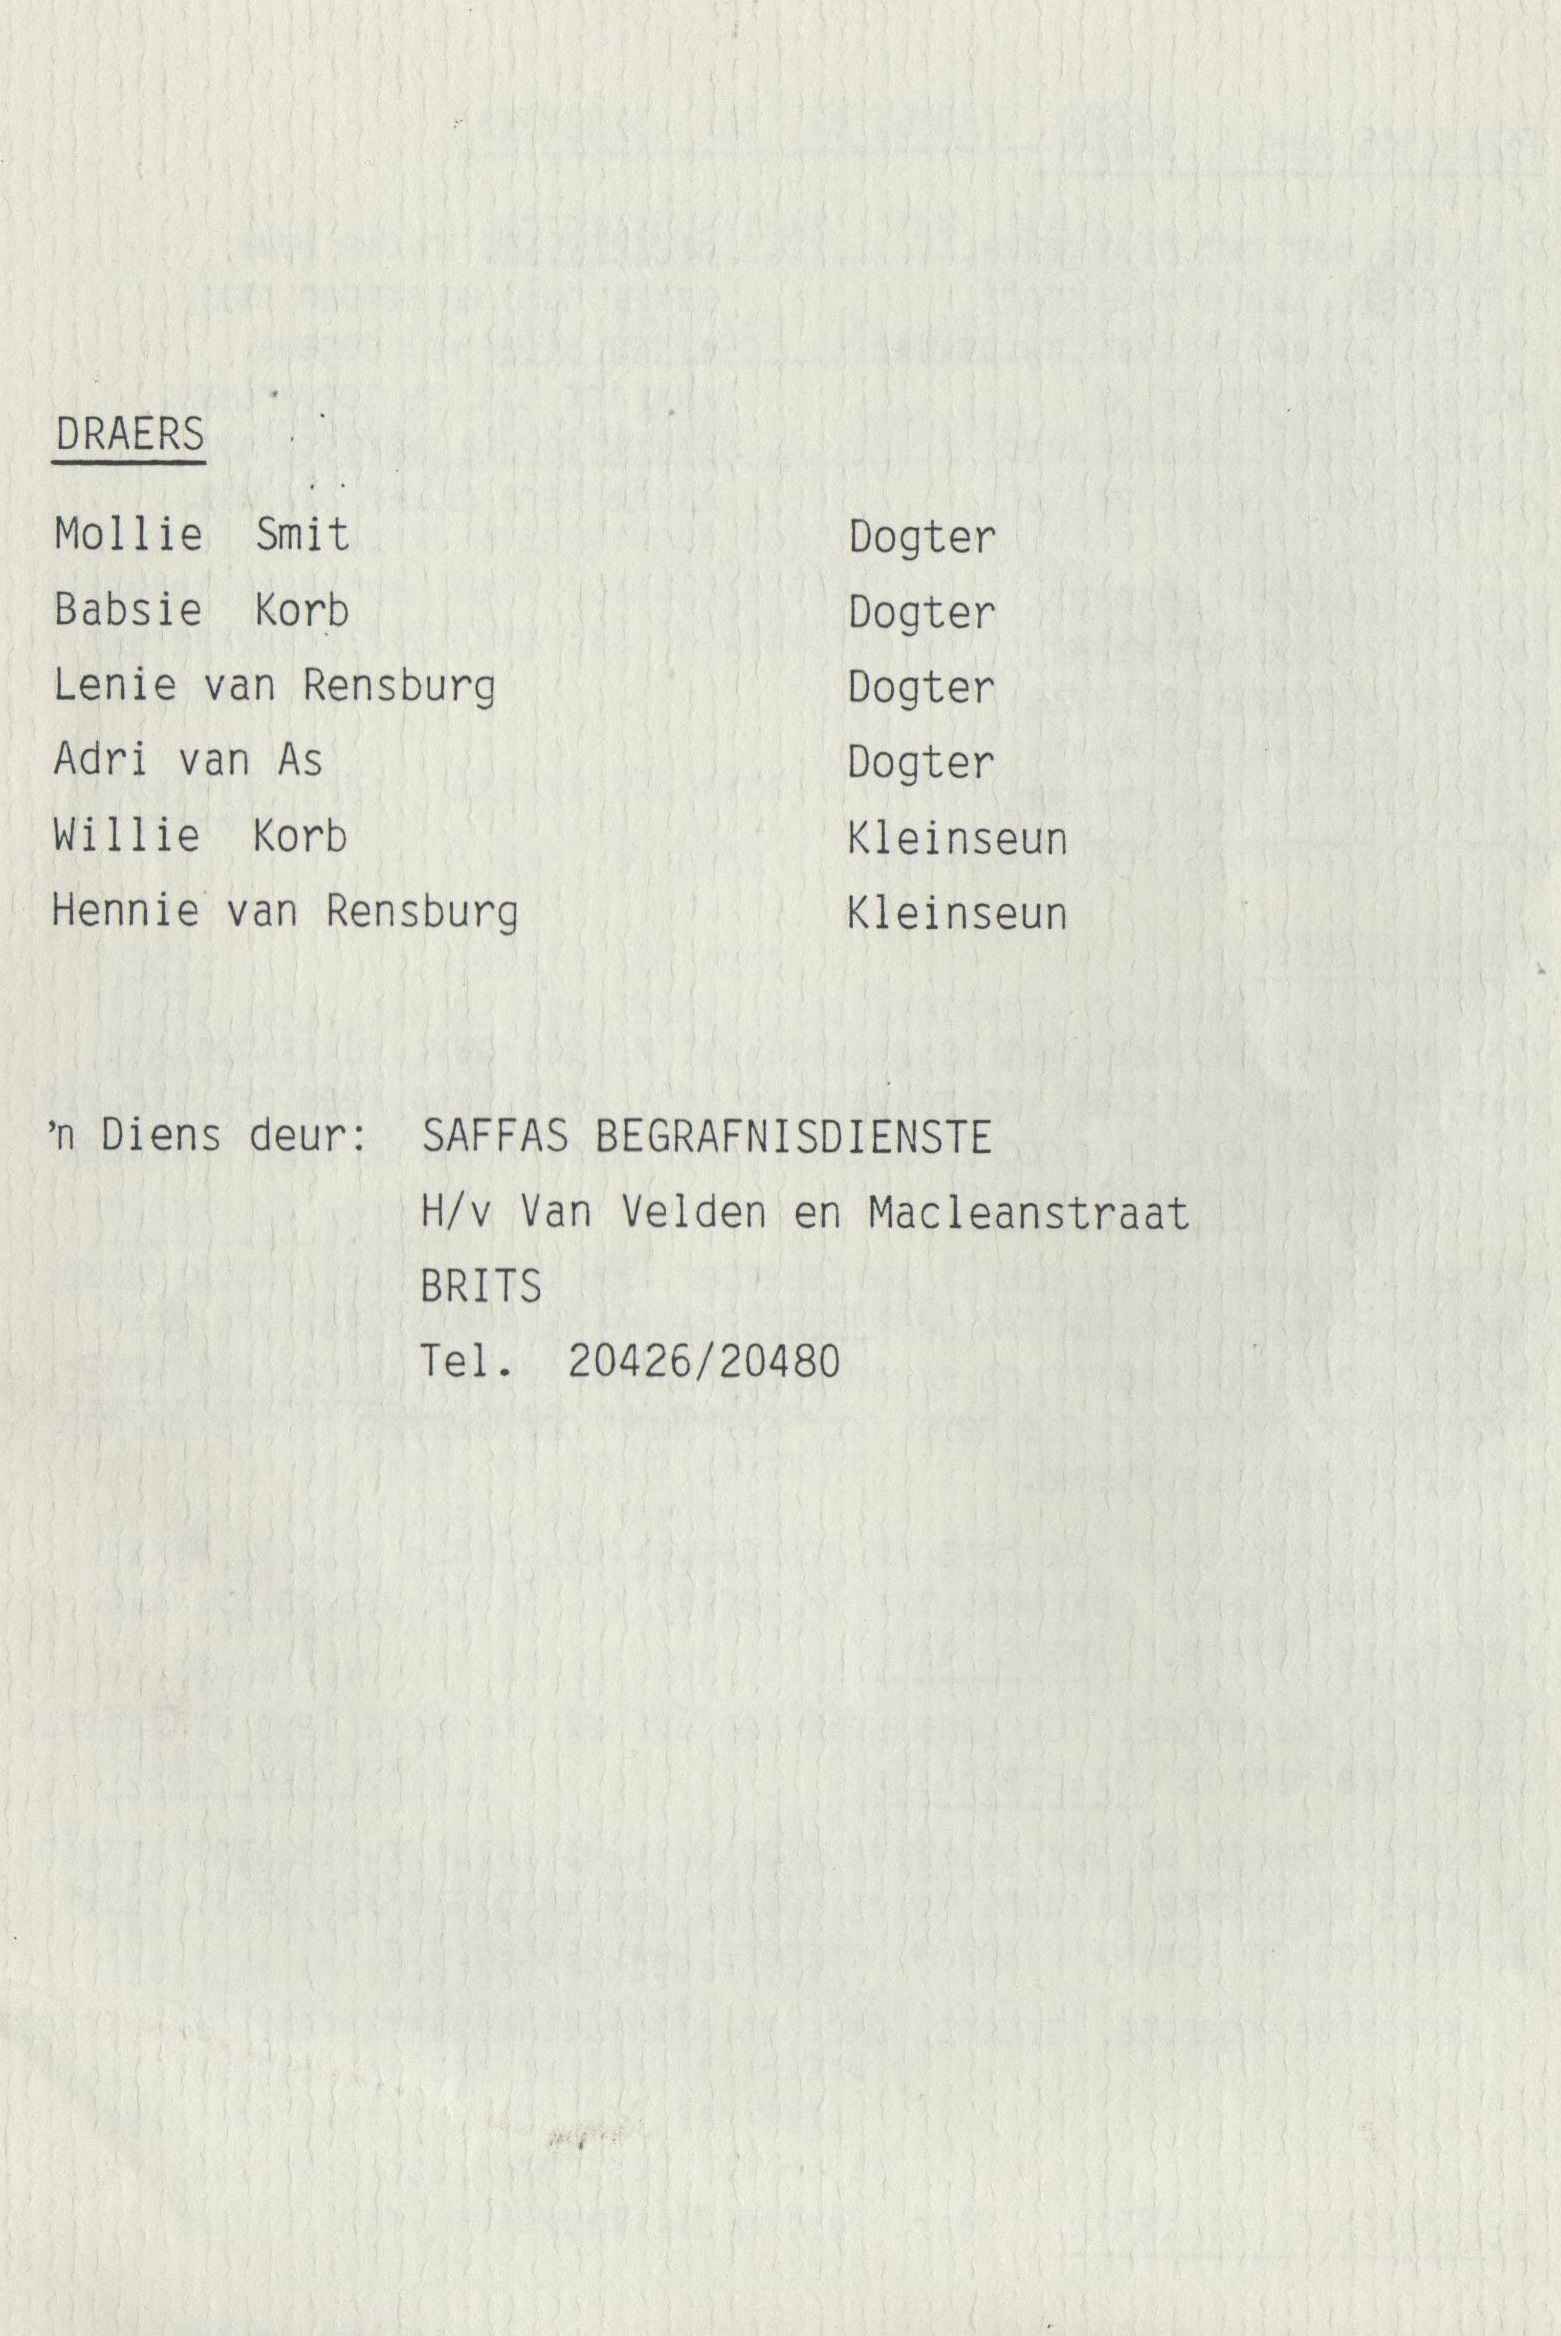 DRAERS
Mollie Smit Dogter
Babsie Korb Dogter
Lenie van Rensburg Dogter
Adri van As Dogter
Willie Korb Kleinseun
Hennie van Rensburg Kleinseun
'n Diens deur: SAFFAS BEGRAFNISDIENSTE
H/v Van Velden en Macleanstraat
BRITS
Tel. 20426/20480